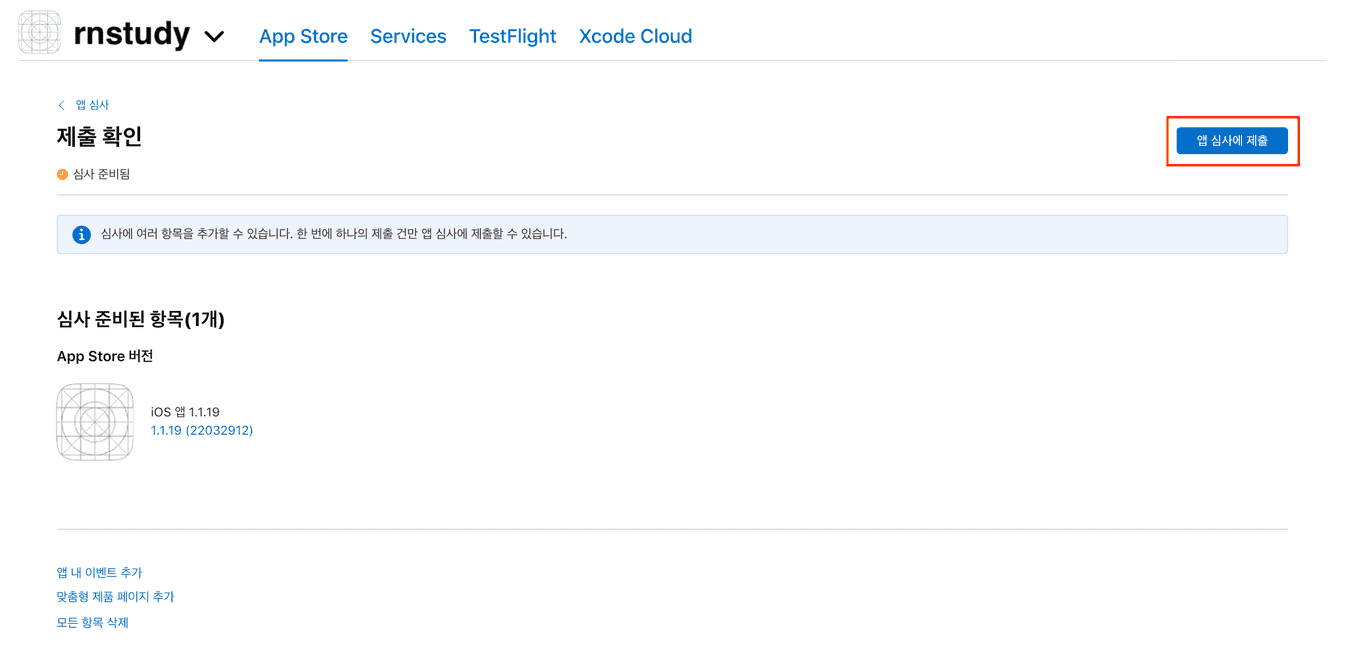 rnstudy
App Store Services TestFlight Xcode Cloud
앱 심사
제출 확인
앱 심사에 제출
심사 준비됨
심사에 여러 항목을 추가할 수 있습니다. 한 번에 하나의 제출 건만 앱 심사에 제출할 수 있습니다.
심사 준비된 항목(1개)
App Store 버전
iOS 앱 1.1.19
1.1.19 (22032912)
앱 내 이벤트 추가
맞춤형 제품 페이지 추가
모든 항목 삭제